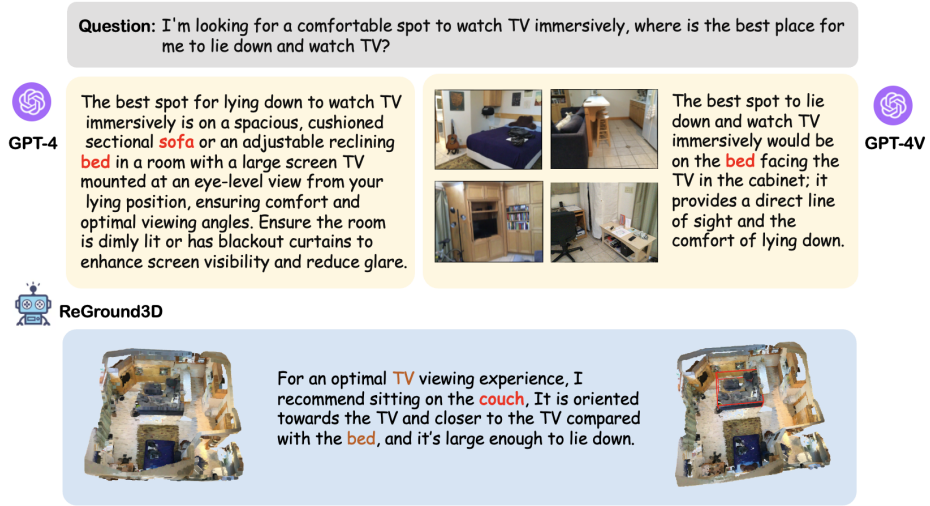 Question: I'm looking for a comfortable spot to watch TV immersively, where is the best place for
me to lie down and watch TV?
GPT-4
The best spot for lying down to watch TV
immersively is on a spacious, cushioned
sectional sofa or an adjustable reclining
bed in a room with a large screen TV
mounted at an eye-level view from your
lying position, ensuring comfort and
optimal viewing angles. Ensure the room
is dimly lit or has blackout curtains to
enhance screen visibility and reduce glare.
The best spot to lie
down and watch TV
immersively would be
on the bed facing the
TV in the cabinet; it
provides a direct line
of sight and the
comfort of lying down.
GPT-4V
ReGround3D
For an optimal TV viewing experience, I
recommend sitting on the couch, It is oriented
towards the TV and closer to the TV compared
with the bed, and it's large enough to lie down.